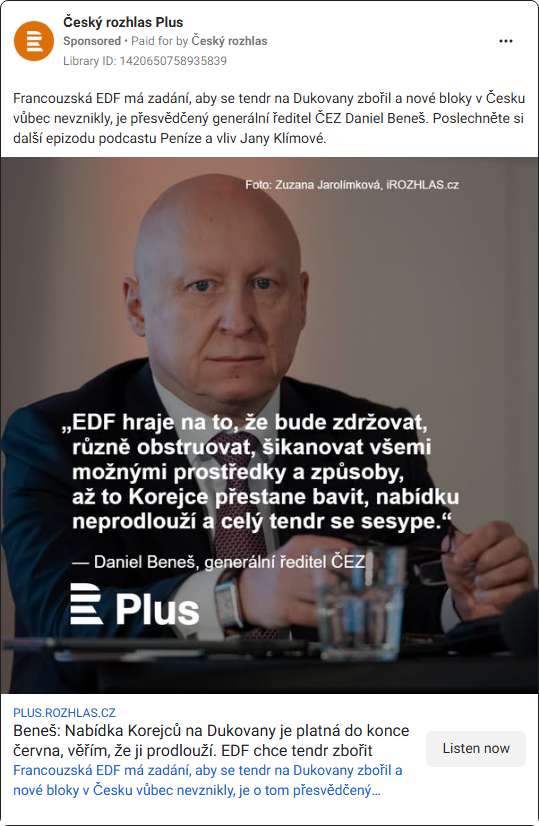 Český rozhlas Plus
Sponsored • Paid for by Český rozhlas
Library ID: 1420650758935839
Francouzská EDF má zadání, aby se tendr na Dukovany zbořil a nové bloky v Česku
vůbec nevznikly, je přesvědčený generální ředitel ČEZ Daniel Beneš. Poslechněte si
další epizodu podcastu Peníze a vliv Jany Klímové.
Foto: Zuzana Jarolímková, iROZHLAS.cz
„EDF hraje na to, že bude zdržovat,
různě obstruovat, šikanovat všemi
možnými prostředky a způsoby,
až to Korejce přestane bavit, nabídku
neprodlouží a celý tendr se sesype.“
— Daniel Beneš, generální ředitel ČEZ
Plus
PLUS.ROZHLAS.CZ
Beneš: Nabídka Korejců na Dukovany je platná do konce
června, věřím, že ji prodlouží. EDF chce tendr zbořit
Listen now
Francouzská EDF má zadání, aby se tendr na Dukovany zbořil a
nové bloky v Česku vůbec nevznikly, je o tom přesvědčený…